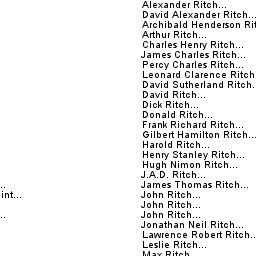 Alexander Ritch...
David Alexander Ritch...
Archibald Henderson Rit
Arthur Ritch...
Charles Henry Ritch...
James Charles Ritch...
Percy Charles Ritch...
Leonard Clarence Ritch
David Sutherland Ritch.
David Ritch...
Dick Ritch...
Donald Ritch...
Frank Richard Ritch...
Gilbert Hamilton Ritch...
Harold Ritch...
Henry Stanley Ritch...
Hugh Nimon Ritch...
J.A.D. Ritch...
.. James Thomas Ritch...
int... John Ritch...
John Ritch...
.. John Ritch...
Jonathan Neil Ritch...
Lawrence Robert Ritch..
Leslie Ritch...
Max Ritch